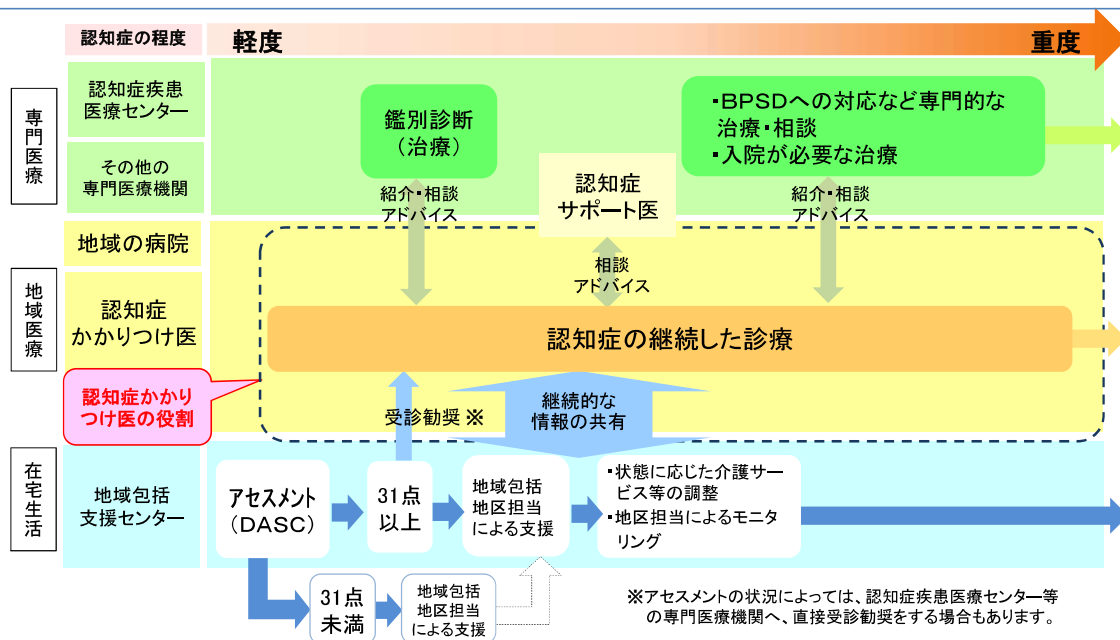 認知症の程度
軽度
重度
専門医療
認知症疾患
医療センター
その他の
専門医療機関
鑑別診断
(治療)
・BPSDへの対応など専門的な
治療・相談
・入院が必要な治療
紹介・相談
アドバイス
認知症
サポート医
紹介・相談
アドバイス
地域医療
地域の病院
認知症
かかりつけ医
相談
アドバイス
認知症の継続した診療
認知症かかり
つけ医の役割
受診勧奨 ※
継続的な
情報の共有
在宅生活
地域包括
支援センター
アセスメント
(DASC)
31点
以上
地域包括
地区担当
による支援
・状態に応じた介護サー
ビス等の調整
・地区担当によるモニタ
リング
31点
未満
地域包括
地区担当
による支援
※アセスメントの状況によっては、認知症疾患医療センター等
の専門医療機関へ、直接受診勧奨をする場合もあります。